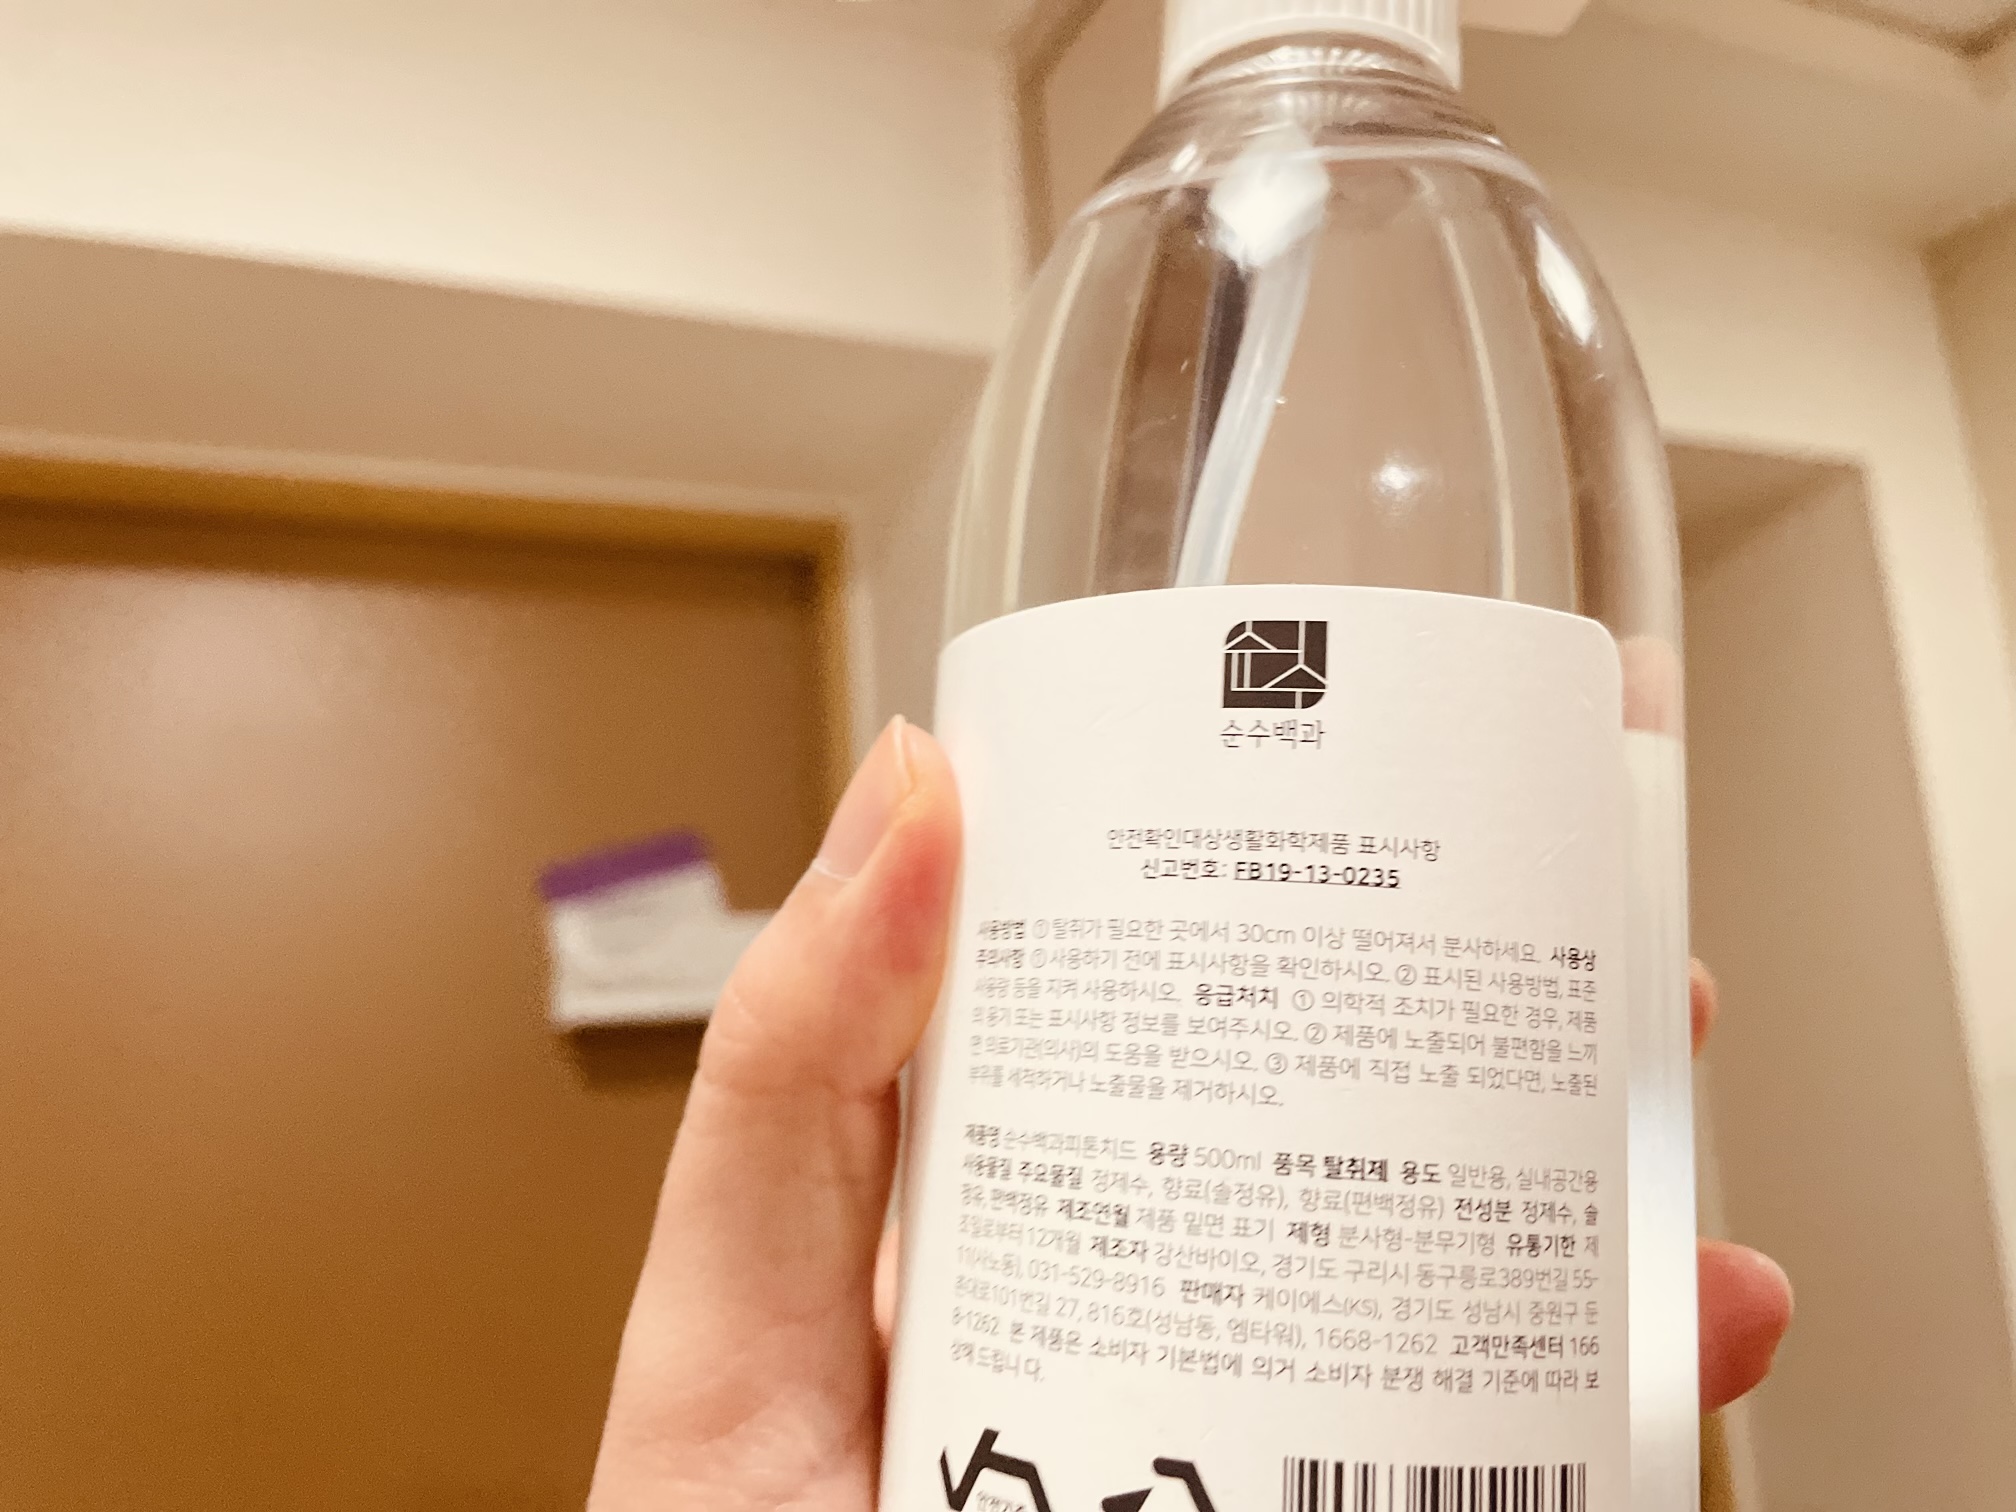 순수백과
안전확인대상생활화학제품 표시사항
신고번호: FB19-13-0235
사용방법 ① 탈취가 필요한 곳에서 30cm 이상 떨어져서 분사하세요. 사용상
주의사항 ① 사용하기 전에 표시사항을 확인하시오. ② 표시된 사용방법, 표준
사용량 등을 지켜 사용하시오. 응급처치 ① 의학적 조치가 필요한 경우, 제품
의 용기 또는 표시사항 정보를 보여주시오. ② 제품에 노출되어 불편함을 느끼
면 의료기관(의사)의 도움을 받으시오. ③ 제품에 직접 노출 되었다면, 노출된
부위를 세척하거나 노출물을 제거하시오.
제품명 순수백과피톤치드 용량 500ml 품목 탈취제 용도 일반용, 실내공간용
사용물질 주요물질 정제수, 향료(솔정유), 향료(편백정유) 전성분 정제수, 솔
정유, 편백정유 제조연월 제품 밑면 표기 제형 분사형-분무기형 유통기한 제
조일로부터 12개월 제조자 강산바이오, 경기도 구리시 동구릉로389번길 55-
11(사노동), 031-529-8916 판매자 케이에스(KS), 경기도 성남시 중원구 둔
촌대로101번길 27, 816호(성남동, 엠타워), 1668-1262 고객만족센터 166
8-1262 본 제품은 소비자 기본법에 의거 소비자 분쟁 해결 기준에 따라 보
상해 드립니다.